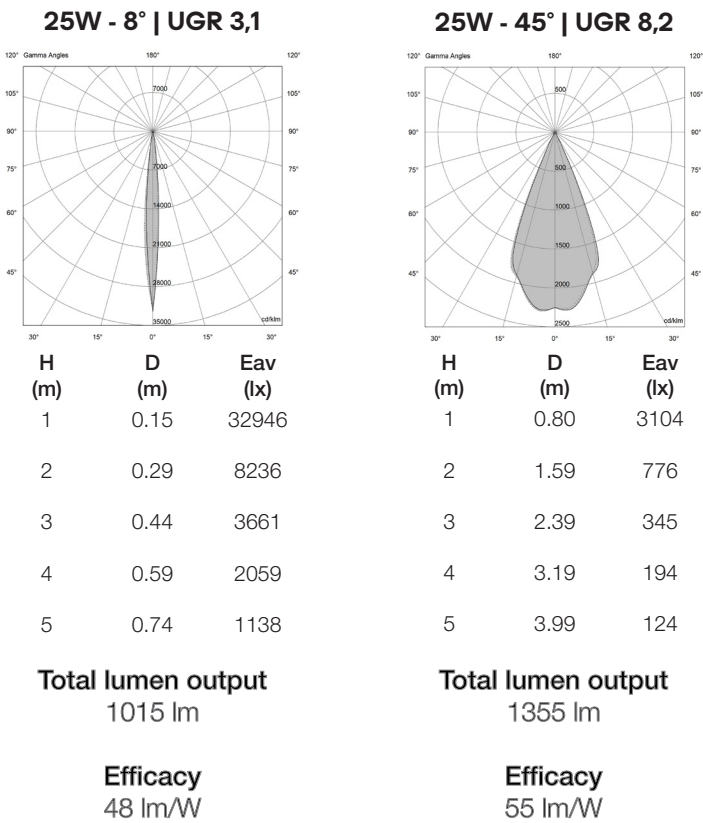 25W - 8° | UGR 3,1
120° Gamma Angles 180° 120°
105° 7000 105°
90° 90°
75° 7000 75°
14000
60° 60°
21000
45° 45°
28000
35000 cd/klm
30° 15° 0° 15° 30°
H D Eav
(m) (m) (lx)
1 0.15 32946
2 0.29 8236
3 0.44 3661
4 0.59 2059
5 0.74 1138
Total lumen output
1015 lm
Efficacy
48 lm/W
25W - 45° | UGR 8,2
120° Gamma Angles 180° 120°
105° 500 105°
90° 90°
75° 500 75°
1000
60° 60°
1500
45° 45°
2000
2500 cd/klm
30° 15° 0° 15° 30°
H D Eav
(m) (m) (lx)
1 0.80 3104
2 1.59 776
3 2.39 345
4 3.19 194
5 3.99 124
Total lumen output
1355 lm
Efficacy
55 lm/W